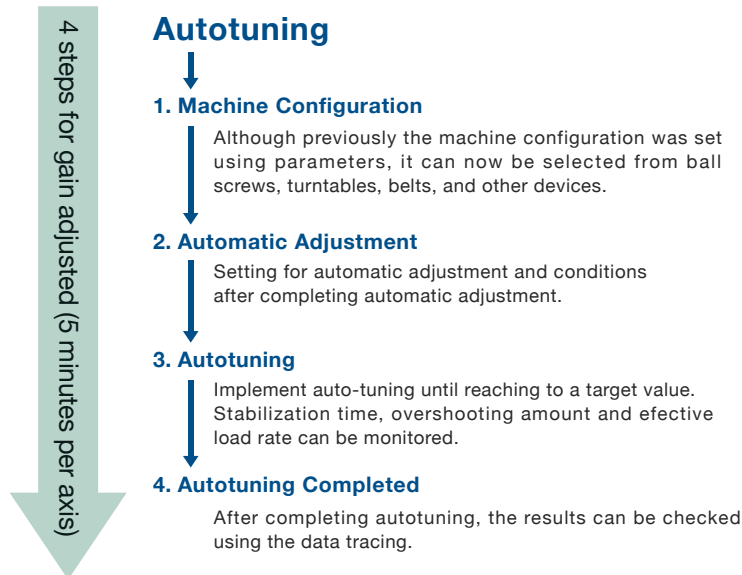 4 steps for gain adjusted (5 minutes per axis)
Autotuning
1. Machine Configuration
Although previously the machine configuration was set
using parameters, it can now be selected from ball
screws, turntables, belts, and other devices.
2. Automatic Adjustment
Setting for automatic adjustment and conditions
after completing automatic adjustment.
3. Autotuning
Implement auto-tuning until reaching to a target value.
Stabilization time, overshooting amount and efective
load rate can be monitored.
4. Autotuning Completed
After completing autotuning, the results can be checked
using the data tracing.